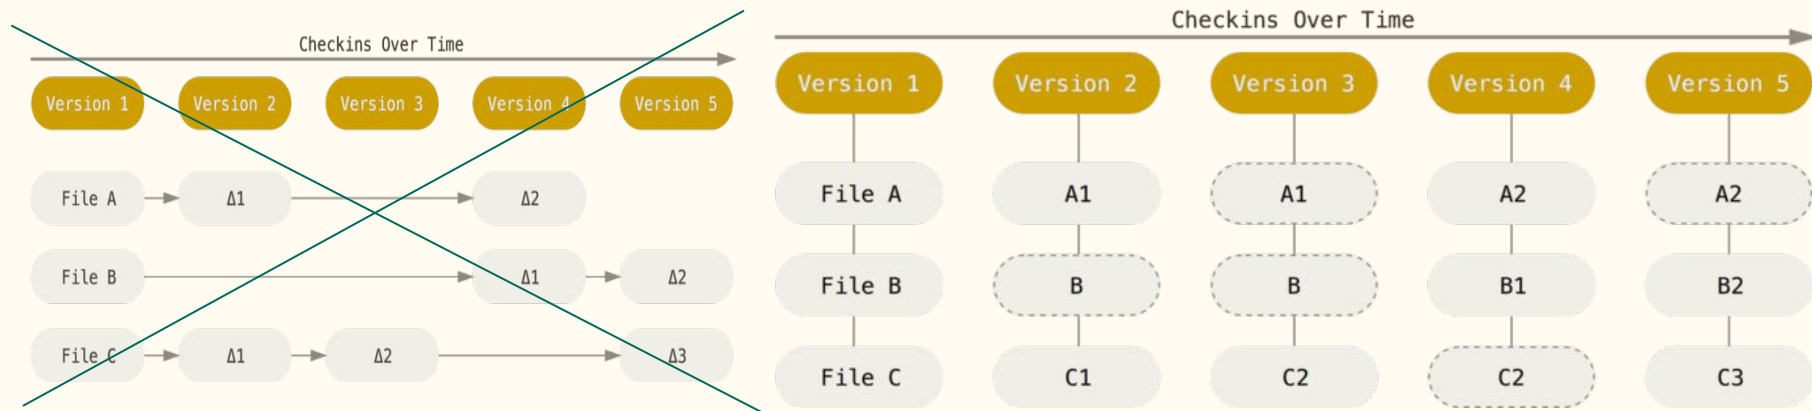 Checkins Over Time
Version 1 Version 2 Version 3 Version 4 Version 5
File A Δ1 Δ2
File B Δ1 Δ2
File C Δ1 Δ2 Δ3
Checkins Over Time
Version 1 Version 2 Version 3 Version 4 Version 5
File A A1 A1 A2 A2
File B B B B1 B2
File C C1 C2 C2 C3